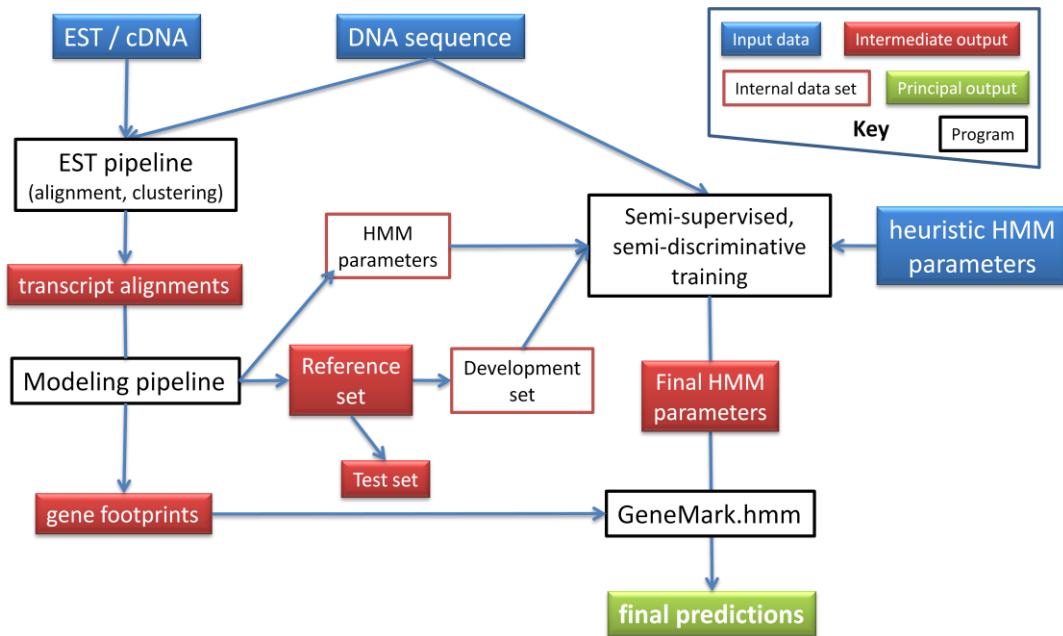 EST / cDNA
DNA sequence
Input data
Intermediate output
Internal data set
Principal output
Key
Program
EST pipeline
(alignment, clustering)
HMM
parameters
Semi-supervised,
semi-discriminative
training
heuristic HMM
parameters
transcript alignments
Modeling pipeline
Reference
set
Development
set
Final HMM
parameters
Test set
gene footprints
GeneMark.hmm
final predictions